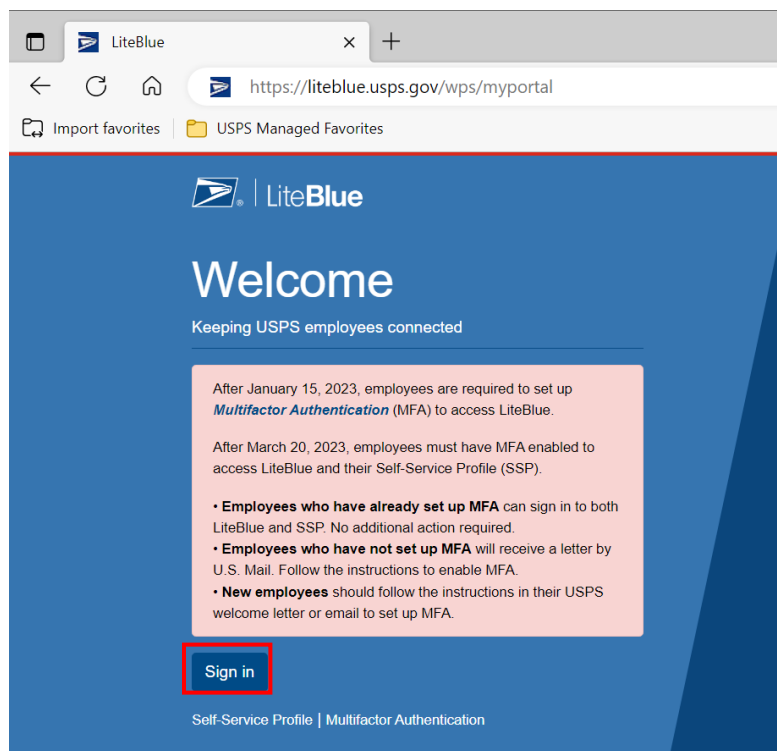 LiteBlue
https://liteblue.usps.gov/wps/myportal
Import favorites USPS Managed Favorites
® LiteBlue
Welcome
Keeping USPS employees connected
After January 15, 2023, employees are required to set up
Multifactor Authentication (MFA) to access LiteBlue.
After March 20, 2023, employees must have MFA enabled to
access LiteBlue and their Self-Service Profile (SSP).
• Employees who have already set up MFA can sign in to both
LiteBlue and SSP. No additional action required.
• Employees who have not set up MFA will receive a letter by
U.S. Mail. Follow the instructions to enable MFA.
• New employees should follow the instructions in their USPS
welcome letter or email to set up MFA.
Sign in
Self-Service Profile | Multifactor Authentication